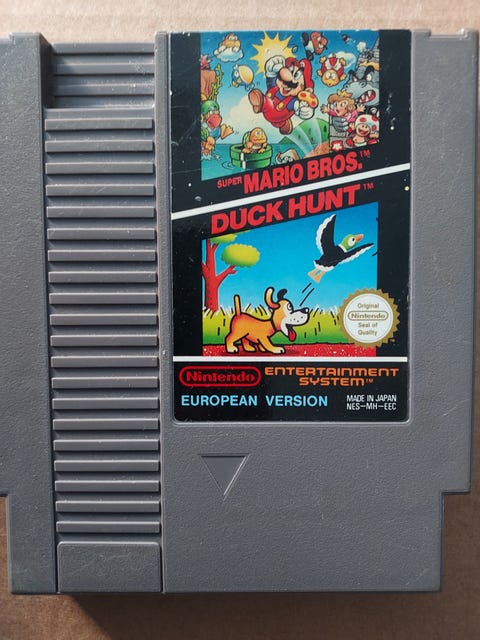 SUPER MARIO BROS.™
DUCK HUNT™
Original
Nintendo
Seal of
Quality
Nintendo ENTERTAINMENT
SYSTEM™
EUROPEAN VERSION
MADE IN JAPAN
NES-MH-EEC